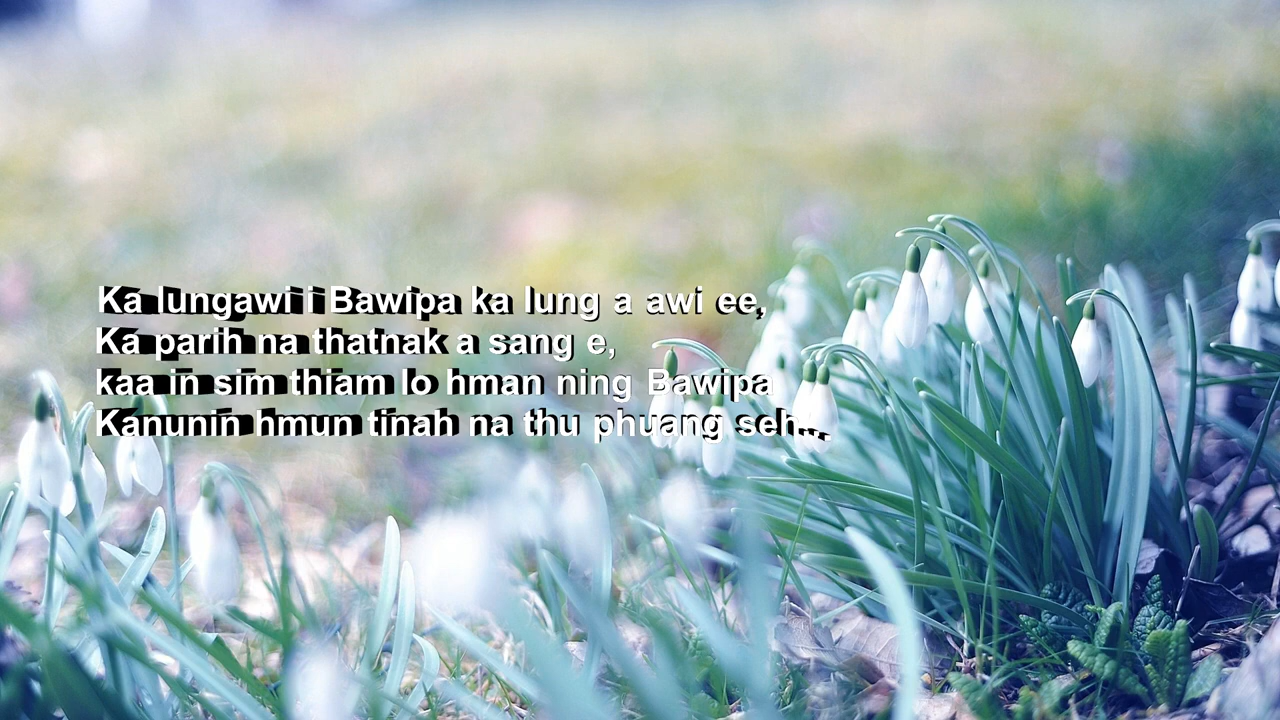 Ka lungawi i Bawipa ka lung a awi ee,
Ka parih na thatnak a sang e,
kaa in sim thiam lo hman ning Bawipa
Kanunin hmun tinah na thu phuang seh...